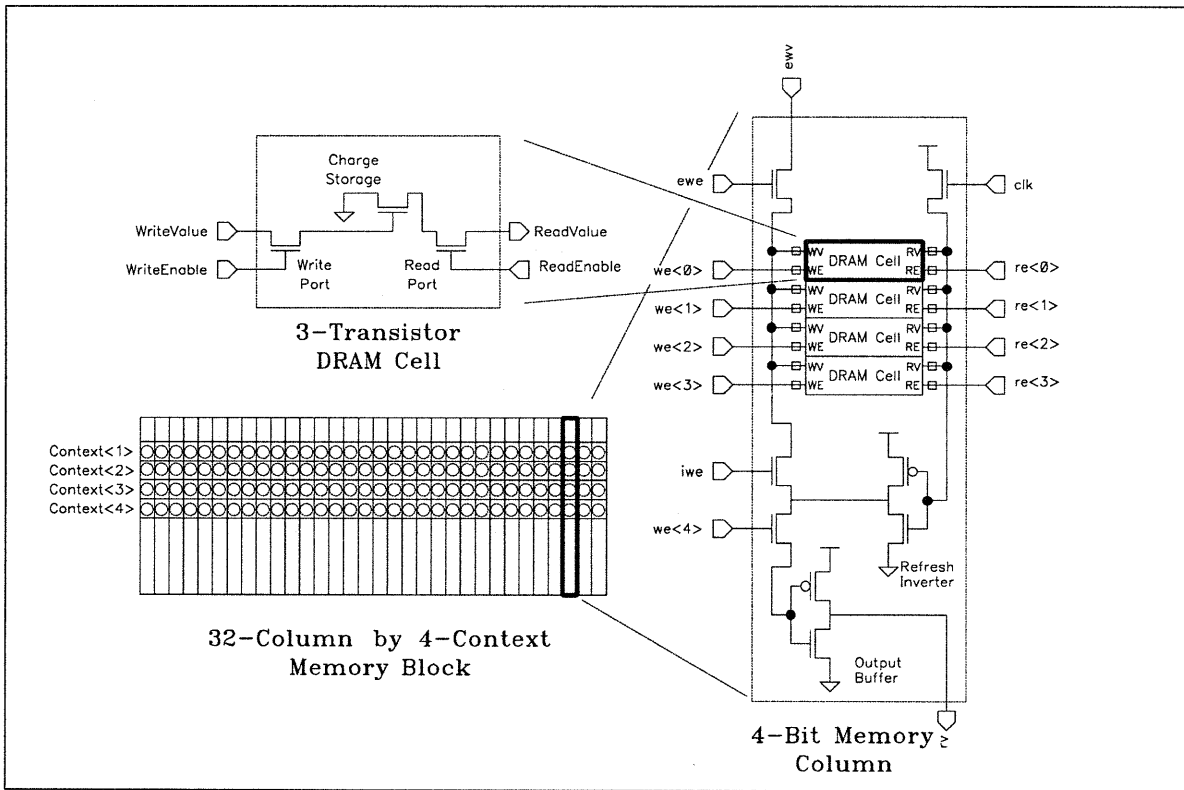 ewv
ewe
clk
Charge
Storage
WriteValue
ReadValue
WriteEnable
ReadEnable
Write
Port
Read
Port
3-Transistor
DRAM Cell
WV
RV
DRAM Cell
we<0>
WE
RE
re<0>
WV
RV
DRAM Cell
we<1>
WE
RE
re<1>
WV
RV
DRAM Cell
we<2>
WE
RE
re<2>
WV
RV
DRAM Cell
we<3>
WE
RE
re<3>
Context<1>
Context<2>
Context<3>
Context<4>
iwe
we<4>
Refresh
Inverter
Output
Buffer
32-Column by 4-Context
Memory Block
4-Bit Memory
Column